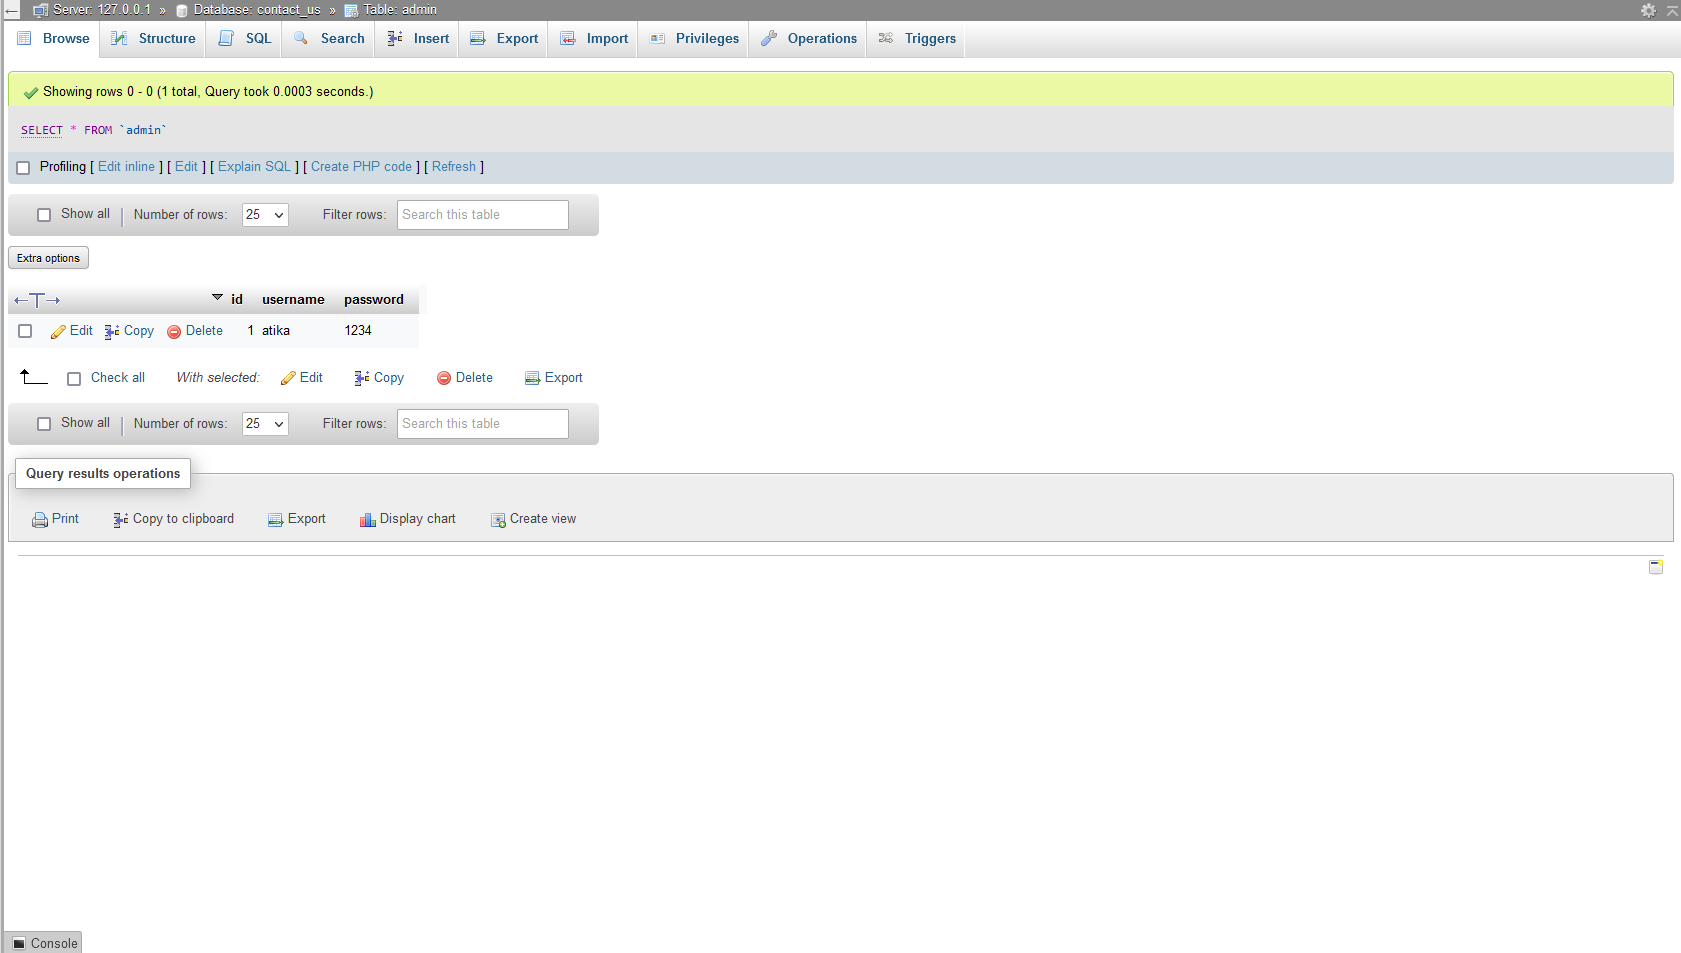 Server: 127.0.0.1 » Database: contact_us » Table: admin
Browse Structure SQL Search Insert Export Import Privileges Operations Triggers
Showing rows 0 - 0 (1 total, Query took 0.0003 seconds.)
SELECT * FROM `admin`
Profiling [ Edit inline ] [ Edit ] [ Explain SQL ] [ Create PHP code ] [ Refresh ]
Show all | Number of rows: 25 Filter rows: Search this table
Extra options
←T→ id username password
Edit Copy Delete 1 atika 1234
Check all With selected: Edit Copy Delete Export
Show all | Number of rows: 25 Filter rows: Search this table
Query results operations
Print Copy to clipboard Export Display chart Create view
Console